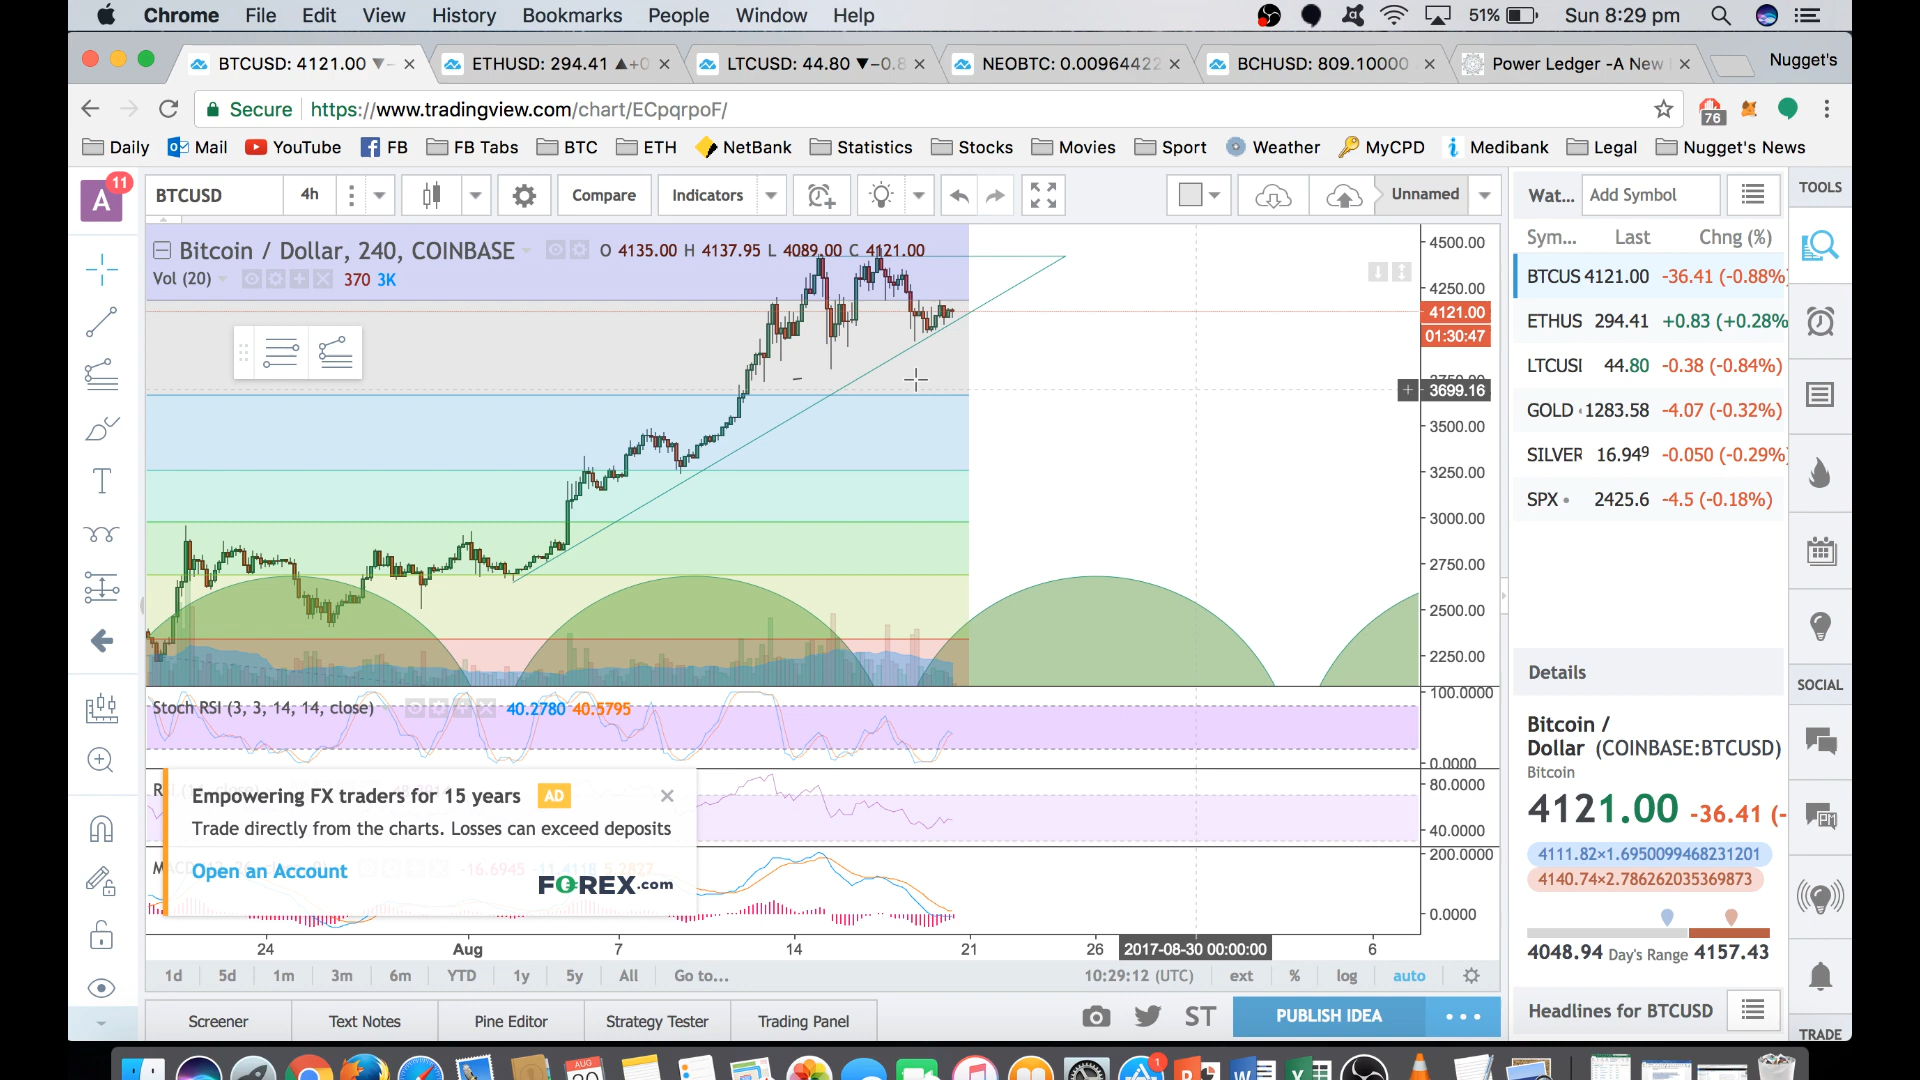 Chrome File Edit View History Bookmarks People Window Help 51% Sun 8:29 pm
BTCUSD: 4121.00 ▼− ETHUSD: 294.41 ▲+0 LTCUSD: 44.80 ▼−0.8 NEOBTC: 0.00964422 BCHUSD: 809.10000 Power Ledger -A New Nugget's
Secure https://www.tradingview.com/chart/ECpqrpoF/ 76
Daily Mail YouTube FB FB Tabs BTC ETH NetBank Statistics Stocks Movies Sport Weather MyCPD Medibank Legal Nugget's News
A 11 BTCUSD 4h Compare Indicators Unnamed Wat... Add Symbol TOOLS
Sym... Last Chng (%)
Bitcoin / Dollar, 240, COINBASE O 4135.00 H 4137.95 L 4089.00 C 4121.00
Vol (20) 370 3K
BTCUS 4121.00 -36.41 (-0.88%)
ETHUS 294.41 +0.83 (+0.28%
LTCUSI 44.80 -0.38 (-0.84%)
GOLD 1283.58 -4.07 (-0.32%)
SILVER 16.949 -0.050 (-0.29%)
SPX 2425.6 -4.5 (-0.18%)
4500.00
4250.00
4121.00
01:30:47
3699.16
3500.00
3250.00
3000.00
2750.00
2500.00
2250.00
Details
SOCIAL
Bitcoin /
Dollar (COINBASE:BTCUSD)
Bitcoin
4121.00 -36.41 (-
4111.82×1.6950099468231201
4140.74×2.786262035369873
4048.94 Day's Range 4157.43
Headlines for BTCUSD
TRADE
Stoch RSI (3, 3, 14, 14, close) 40.2780 40.5795
100.0000
0.0000
80.0000
40.0000
200.0000
0.0000
Empowering FX traders for 15 years AD
Trade directly from the charts. Losses can exceed deposits
Open an Account
FOREX.com
-16.6945 -11.4118 5.2827
24 Aug 7 14 21 26 2017-08-30 00:00:00 6
1d 5d 1m 3m 6m YTD 1y 5y All Go to... 10:29:12 (UTC) ext % log auto
Screener Text Notes Pine Editor Strategy Tester Trading Panel ST PUBLISH IDEA
AUG
1